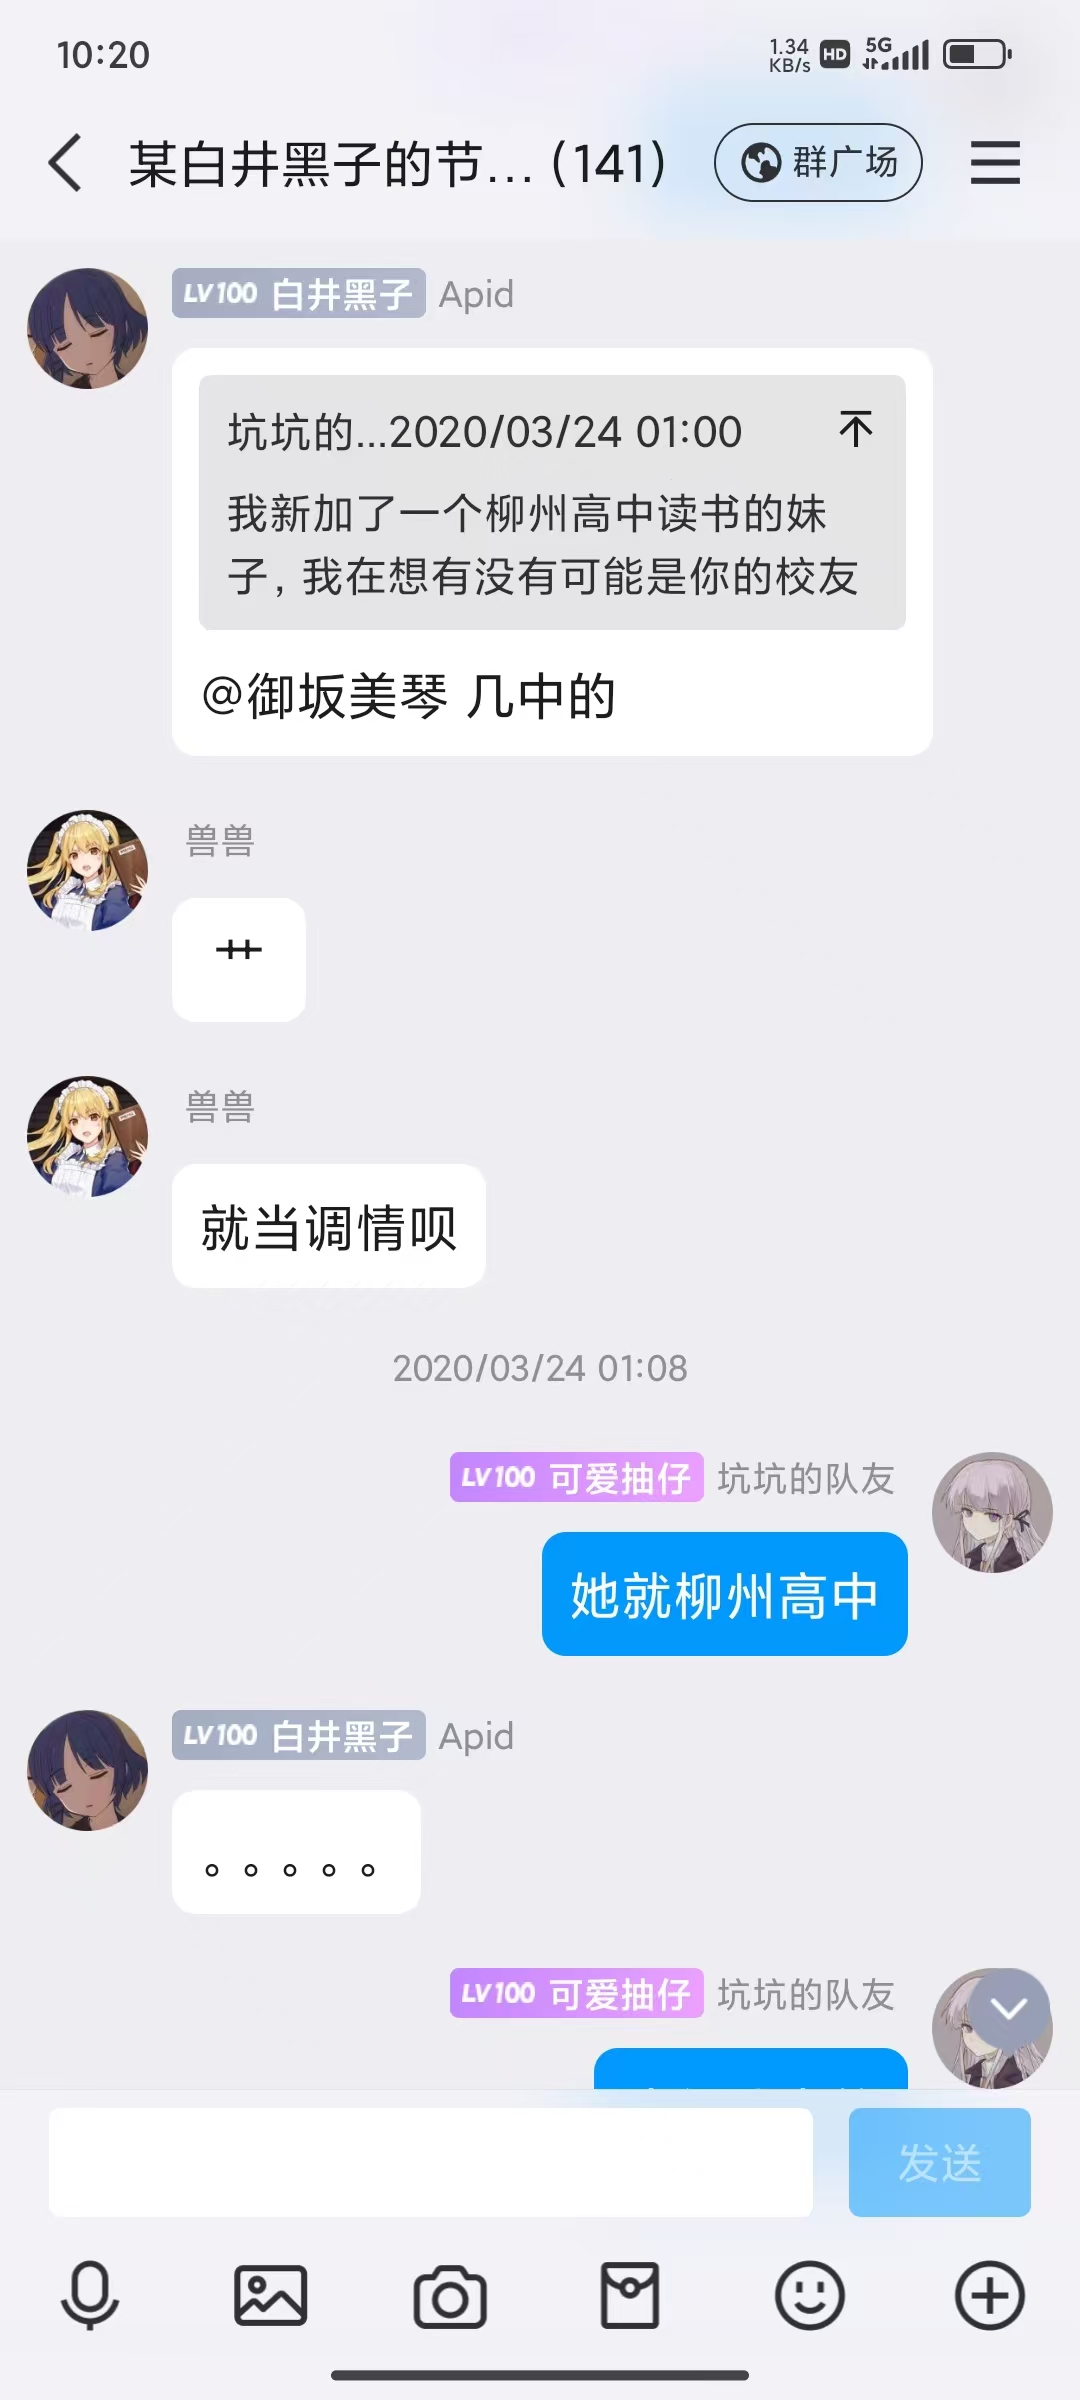 10:20
1.34 KB/s HD 5G
某白井黑子的节...（141）
群广场
LV100 白井黑子 Apid
坑坑的...2020/03/24 01:00
我新加了一个柳州高中读书的妹
子，我在想有没有可能是你的校友
@御坂美琴 几中的
兽兽
艹
兽兽
就当调情呗
2020/03/24 01:08
LV100 可爱抽仔 坑坑的队友
她就柳州高中
LV100 白井黑子 Apid
。。。。。
LV100 可爱抽仔 坑坑的队友
发送